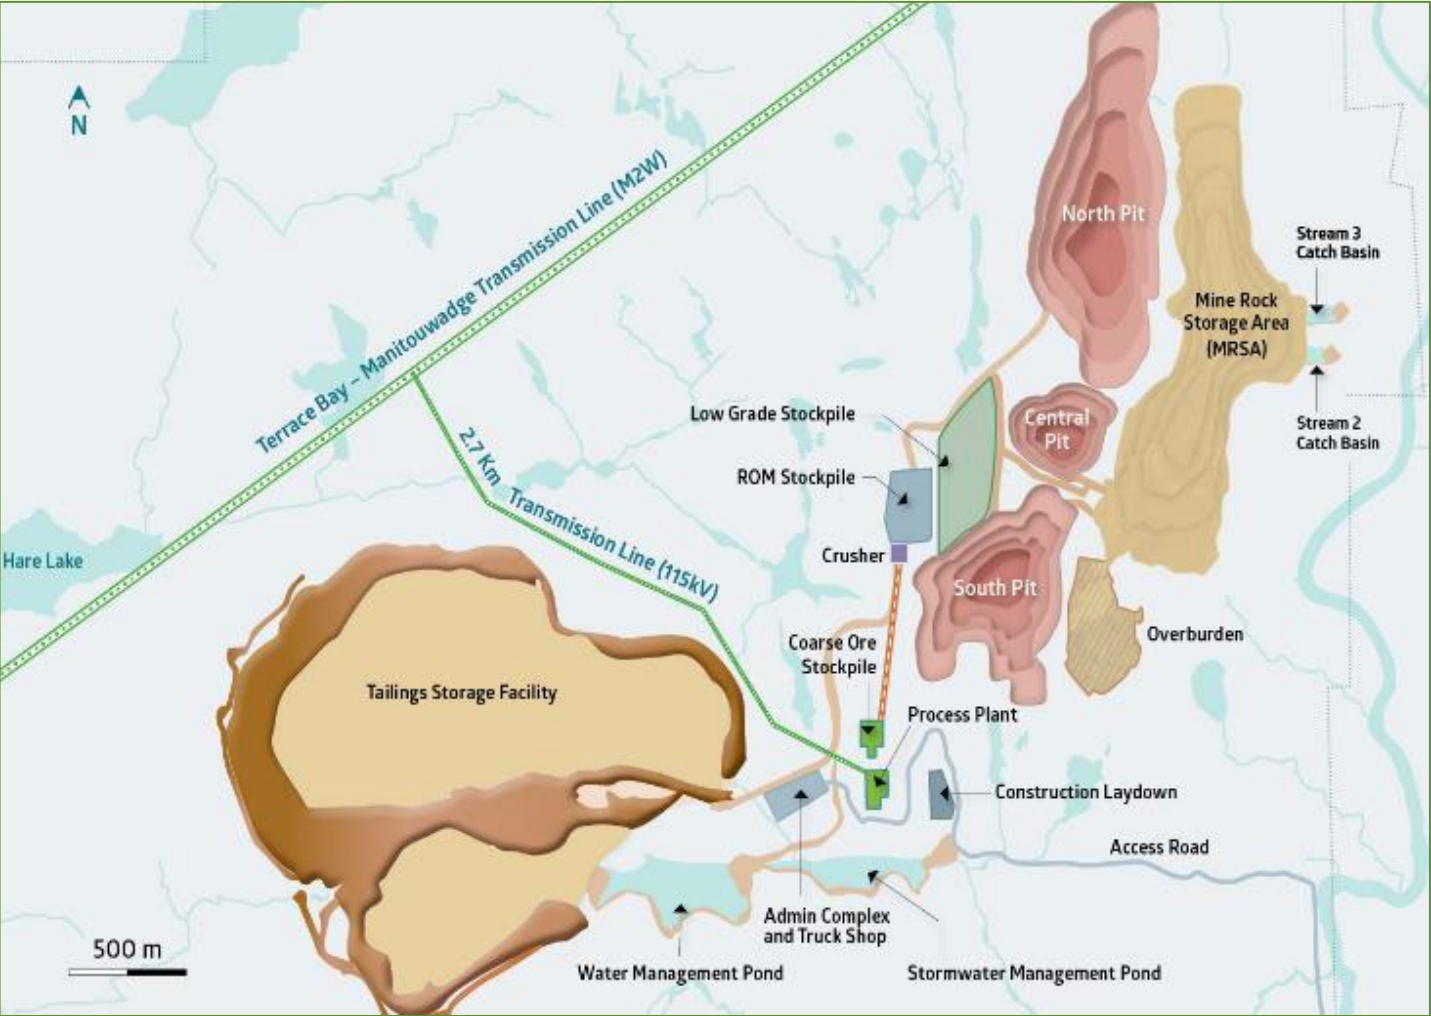 N
Terrace Bay – Manitouwadge Transmission Line (M2W)
North Pit
Stream 3
Catch Basin
Mine Rock
Storage Area
(MRSA)
Low Grade Stockpile
Central
Pit
Stream 2
Catch Basin
2.7 Km Transmission Line (115kV)
ROM Stockpile
Hare Lake
Crusher
South Pit
Coarse Ore
Stockpile
Overburden
Tailings Storage Facility
Process Plant
Construction Laydown
Access Road
Admin Complex
and Truck Shop
500 m
Water Management Pond
Stormwater Management Pond